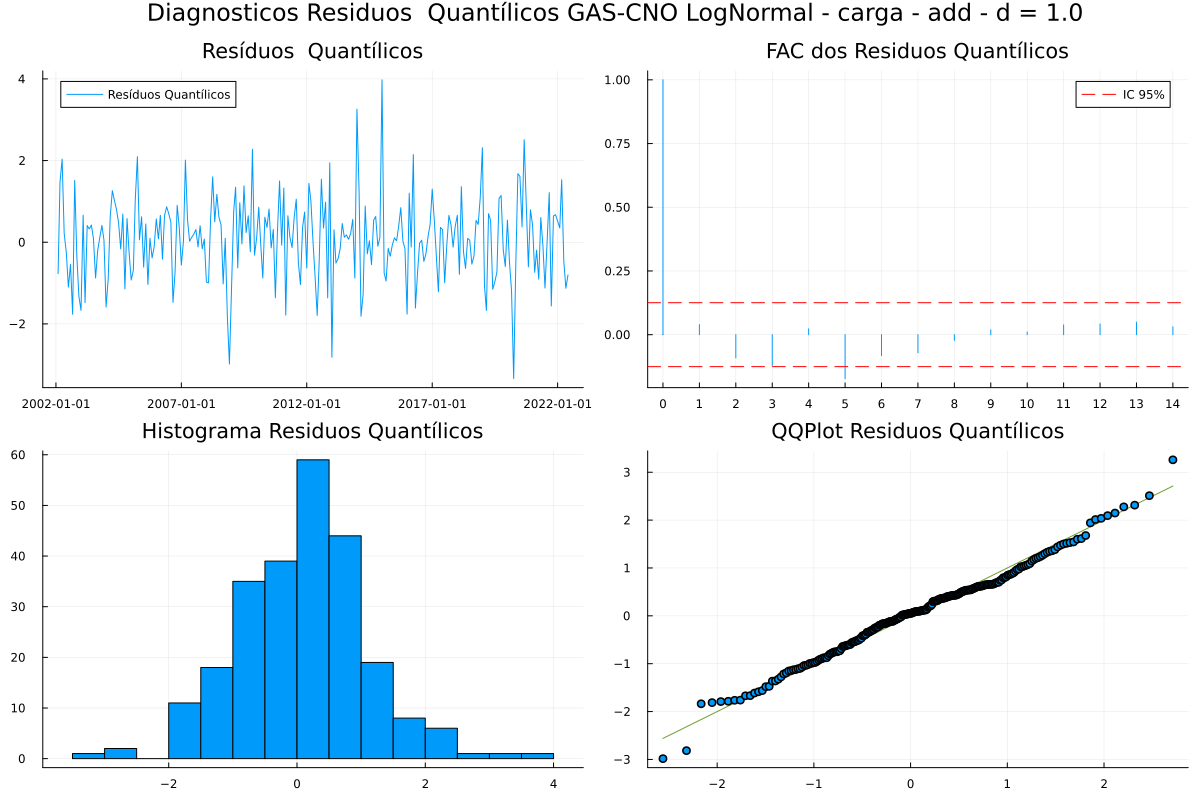 Diagnosticos Residuos  Quantílicos GAS-CNO LogNormal - carga - add - d = 1.0
Resíduos  Quantílicos
4
2
0
−2
Resíduos Quantílicos
2002-01-01 2007-01-01 2012-01-01 2017-01-01 2022-01-01
FAC dos Residuos Quantílicos
1.00
0.75
0.50
0.25
0.00
IC 95%
0 1 2 3 4 5 6 7 8 9 10 11 12 13 14
Histograma Residuos Quantílicos
60
50
40
30
20
10
0
−2 0 2 4
QQPlot Residuos Quantílicos
3
2
1
0
−1
−2
−3
−2 −1 0 1 2